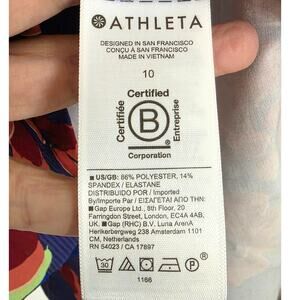 ATHLETA
DESIGNED IN SAN FRANCISCO
CONÇU À SAN FRANCISCO
MADE IN VIETNAM
10
Certified
Certifiée
B
Entreprise
Corporation
■ US/GB: 86% POLYESTER, 14%
SPANDEX / ELASTANE
DISTRIBUIDO POR / Imported
By/Importe Par / ΕΙΣΑΓΕΤΑΙ ΑΠΟ ΤΗΝ:
■ Gap Europe Ltd., 8th Floor, 20
Farringdon Street, London, EC4A 4AB,
UK. ■ Gap (RHC) B.V. Luna ArenA
Herikerbergweg 238 Amsterdam 1101
CM, Netherlands
RN 54023 / CA 17897
30
P
1166